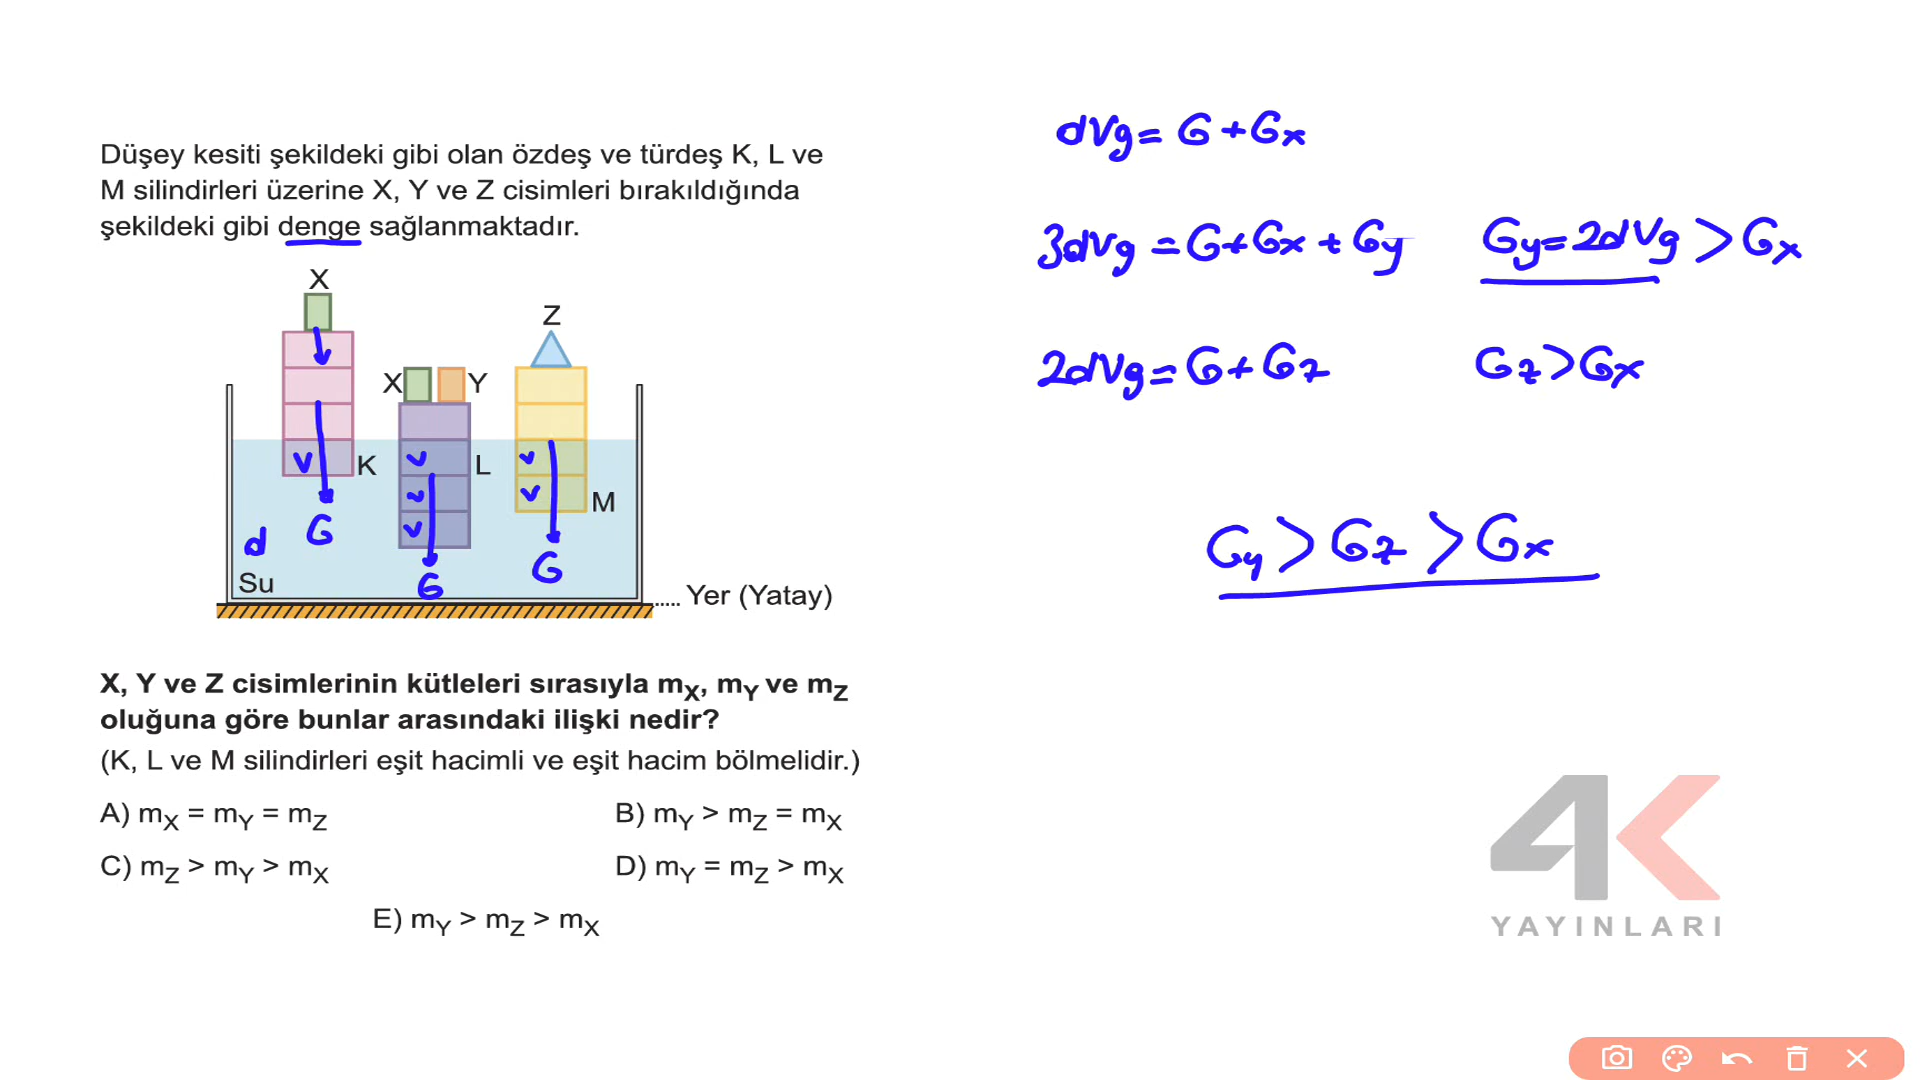 Düşey kesiti şekildeki gibi olan özdeş ve türdeş K, L ve
M silindirleri üzerine X, Y ve Z cisimleri bırakıldığında
şekildeki gibi denge sağlanmaktadır.
X
Z
X Y
V K
V L
V
V
V
V M
d
G
G
G
Su
Yer (Yatay)
X, Y ve Z cisimlerinin kütleleri sırasıyla mX, mY ve mZ
oluğuna göre bunlar arasındaki ilişki nedir?
(K, L ve M silindirleri eşit hacimli ve eşit hacim bölmelidir.)
A) mX = mY = mZ
B) mY > mZ = mX
C) mZ > mY > mX
D) mY = mZ > mX
E) mY > mZ > mX
dVg = G + Gx
3dVg = G + Gx + Gy
Gy = 2dVg > Gx
2dVg = G + Gz
Gz > Gx
Gy > Gz > Gx
4K
YAYINLARI